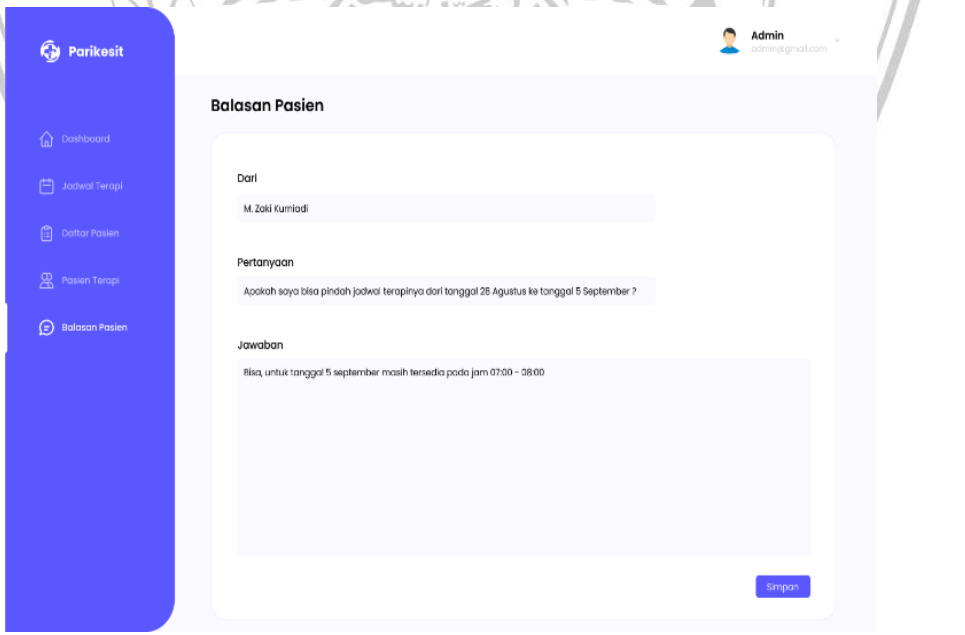 Parikesit
Admin
admin@gmail.com
Balasan Pasien
Dashboard
Jadwal Terapi
Daftar Pasien
Pasien Terapi
Balasan Pasien
Dari
M. Zaki Kurniadi
Pertanyaan
Apakah saya bisa pindah jadwal terapinya dari tanggal 28 Agustus ke tanggal 5 September ?
Jawaban
Bisa, untuk tanggal 5 september masih tersedia pada jam 07:00 - 08:00
Simpan